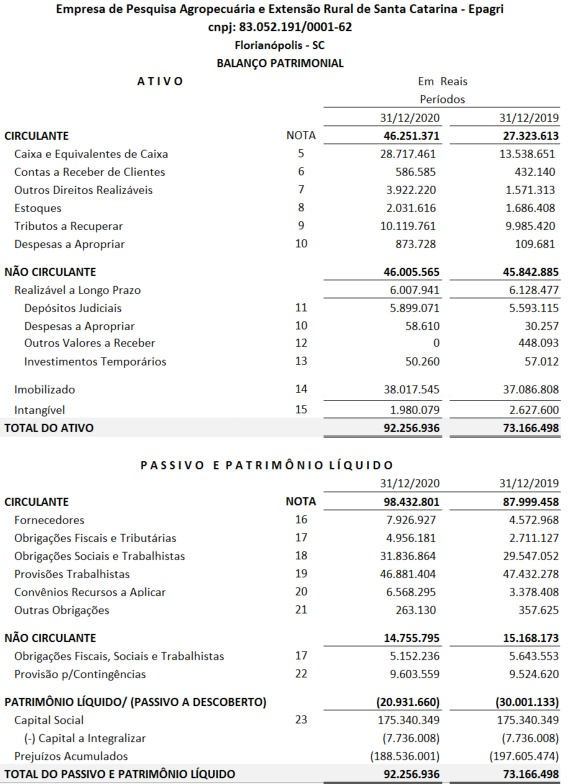 Empresa de Pesquisa Agropecuária e Extensão Rural de Santa Catarina - Epagri
cnpj: 83.052.191/0001-62
Florianópolis - SC
BALANÇO PATRIMONIAL
A T I V O Em Reais
Períodos
31/12/2020 31/12/2019
CIRCULANTE NOTA 46.251.371 27.323.613
Caixa e Equivalentes de Caixa 5 28.717.461 13.538.651
Contas a Receber de Clientes 6 586.585 432.140
Outros Direitos Realizáveis 7 3.922.220 1.571.313
Estoques 8 2.031.616 1.686.408
Tributos a Recuperar 9 10.119.761 9.985.420
Despesas a Apropriar 10 873.728 109.681
NÃO CIRCULANTE 46.005.565 45.842.885
Realizável a Longo Prazo 6.007.941 6.128.477
Depósitos Judiciais 11 5.899.071 5.593.115
Despesas a Apropriar 10 58.610 30.257
Outros Valores a Receber 12 0 448.093
Investimentos Temporários 13 50.260 57.012
Imobilizado 14 38.017.545 37.086.808
Intangível 15 1.980.079 2.627.600
TOTAL DO ATIVO 92.256.936 73.166.498
P A S S I V O E P A T R I M Ô N I O L Í Q U I D O
31/12/2020 31/12/2019
CIRCULANTE NOTA 98.432.801 87.999.458
Fornecedores 16 7.926.927 4.572.968
Obrigações Fiscais e Tributárias 17 4.956.181 2.711.127
Obrigações Sociais e Trabalhistas 18 31.836.864 29.547.052
Provisões Trabalhistas 19 46.881.404 47.432.278
Convênios Recursos a Aplicar 20 6.568.295 3.378.408
Outras Obrigações 21 263.130 357.625
NÃO CIRCULANTE 14.755.795 15.168.173
Obrigações Fiscais, Sociais e Trabalhistas 17 5.152.236 5.643.553
Provisão p/Contingências 22 9.603.559 9.524.620
PATRIMÔNIO LÍQUIDO/ (PASSIVO A DESCOBERTO) (20.931.660) (30.001.133)
Capital Social 23 175.340.349 175.340.349
(-) Capital a Integralizar (7.736.008) (7.736.008)
Prejuízos Acumulados (188.536.001) (197.605.474)
TOTAL DO PASSIVO E PATRIMÔNIO LÍQUIDO 92.256.936 73.166.498